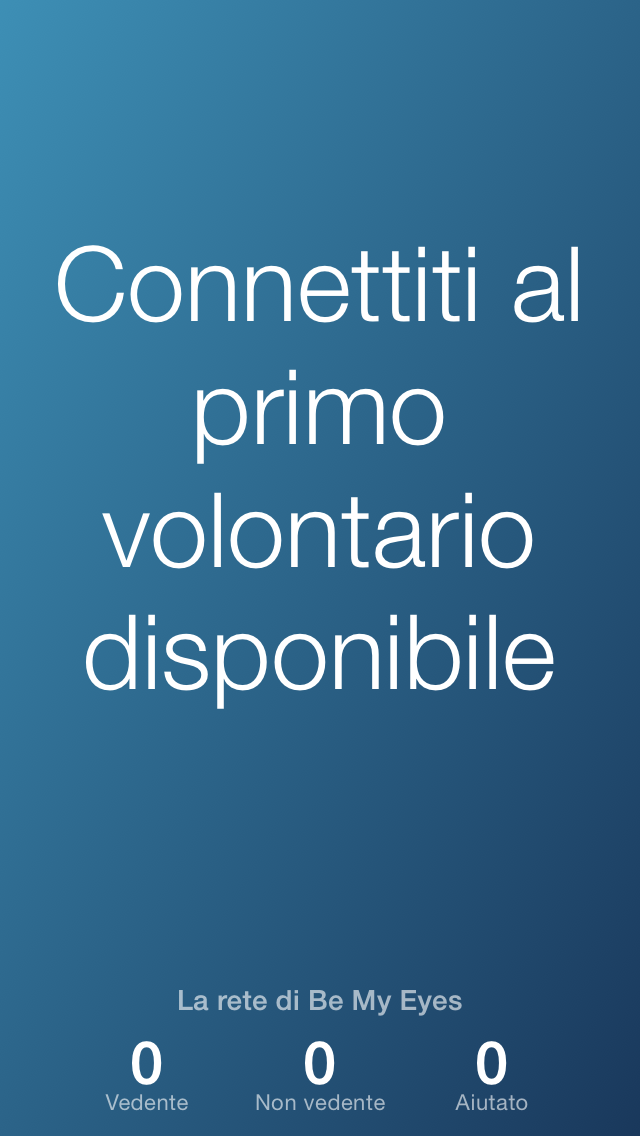 Connettiti al
primo
volontario
disponibile
La rete di Be My Eyes
0 0 0
Vedente Non vedente Aiutato